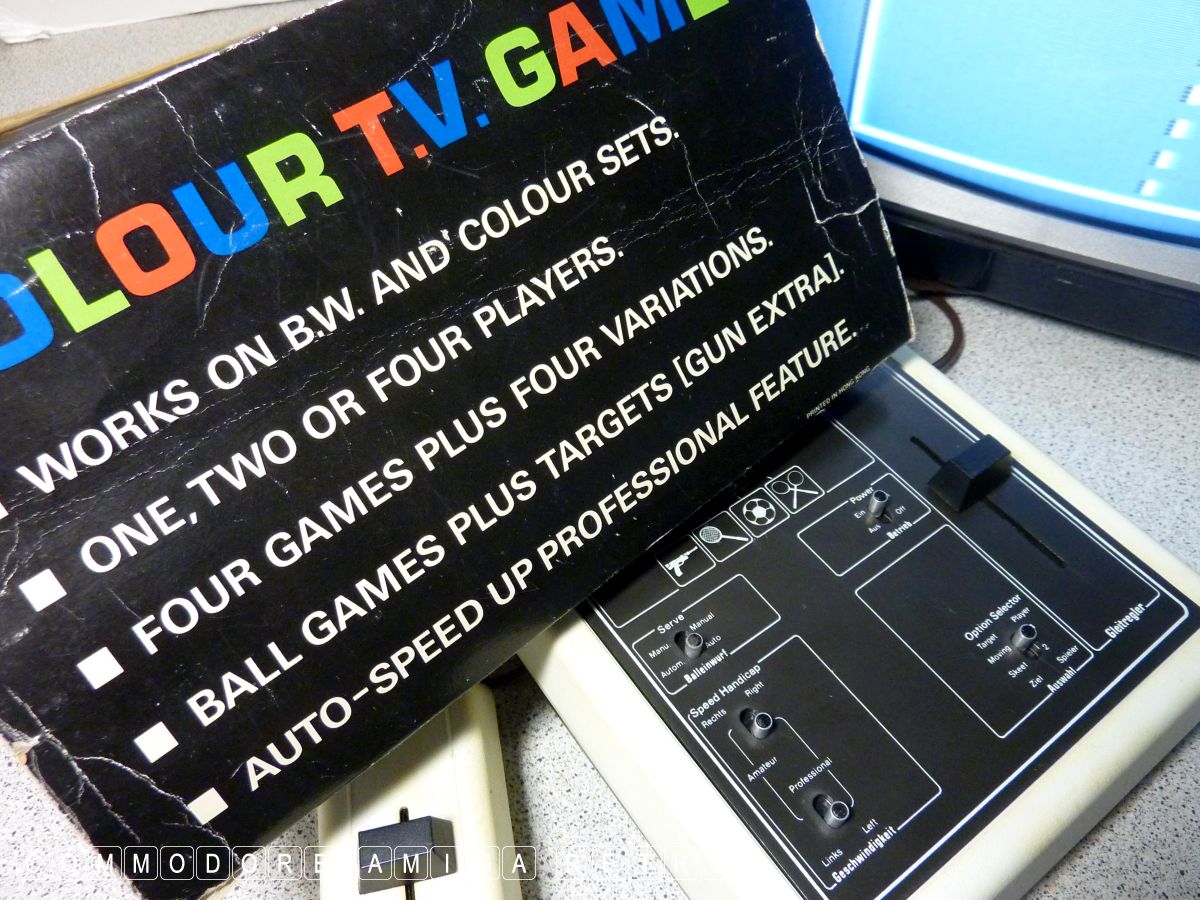 OLOUR T.V. GAME
WORKS ON B.W. AND COLOUR SETS.
ONE, TWO OR FOUR PLAYERS.
FOUR GAMES PLUS FOUR VARIATIONS.
BALL GAMES PLUS TARGETS [GUN EXTRA].
AUTO-SPEED UP PROFESSIONAL FEATURE.
PRINTED IN HONG KONG
Power
Ein
Off
Aus
Betrieb
Serve
Manual
Manu.
Auto
Autom.
Balleinwurf
Option Selector
Player
Target
Moving
2
Skeet
Spieler
Ziel
Auswahl
Gleitregler
Speed Handicap
Right
Rechts
Amateur
Professional
Left
Links
Geschwindigkeit
COMMODORE AMIGA RETRO